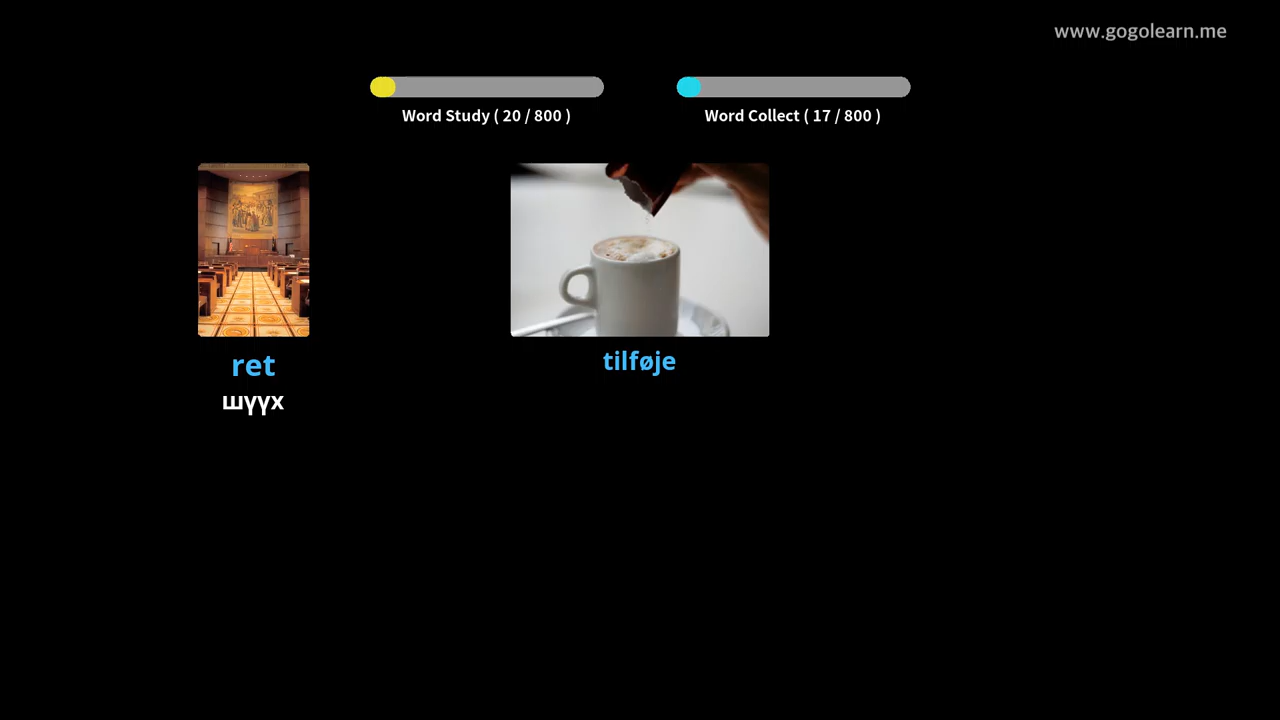 www.gogolearn.me
Word Study ( 20 / 800 )
Word Collect ( 17 / 800 )
ret
шүүх
tilføje